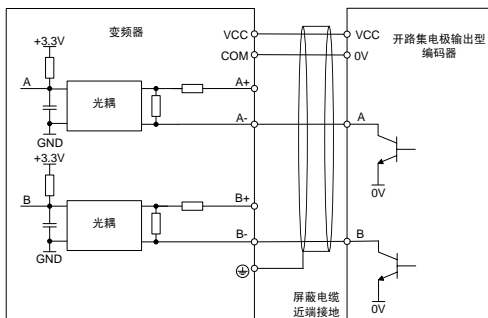 变频器
开路集电极输出型
编码器
VCC
VCC
COM
0V
+3.3V
A
光耦
GND
A+
A-
A
0V
+3.3V
B
光耦
GND
B+
B-
B
0V
屏蔽电缆
近端接地